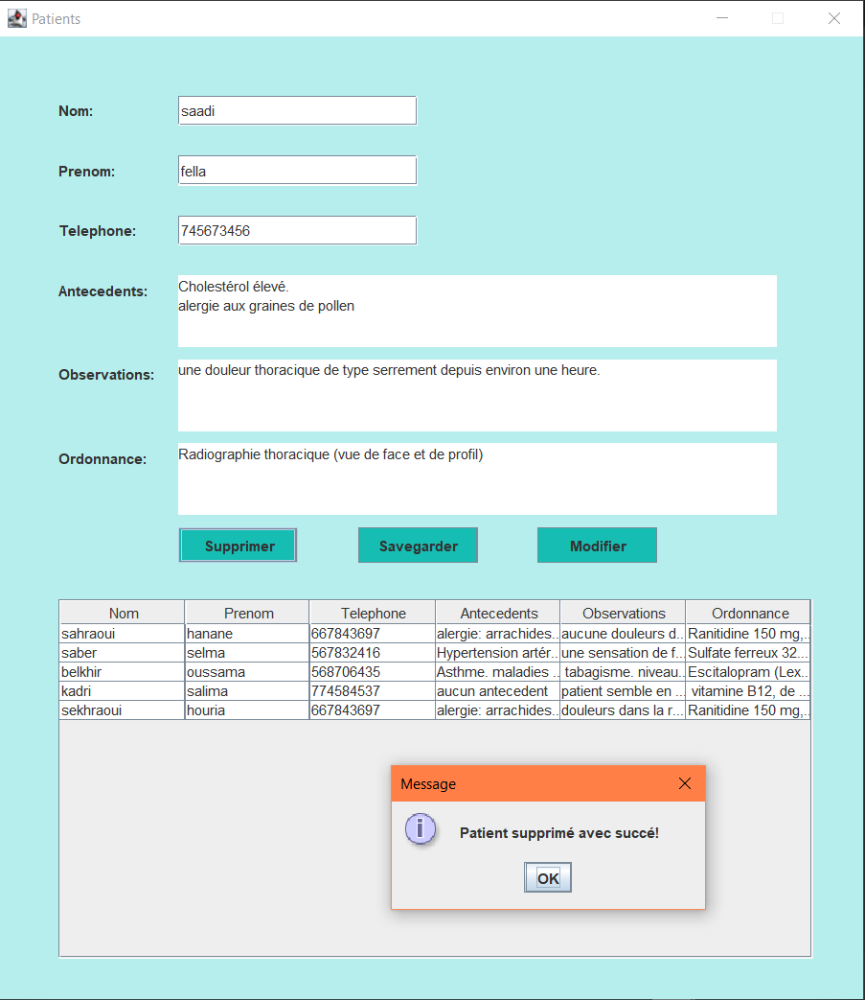 Patients
Nom: saadi
Prenom: fella
Telephone: 745673456
Antecedents: Cholestérol élevé.
alergie aux graines de pollen
Observations: une douleur thoracique de type serrement depuis environ une heure.
Ordonnance: Radiographie thoracique (vue de face et de profil)
Supprimer Savegarder Modifier
Nom Prenom Telephone Antecedents Observations Ordonnance
sahraoui hanane 667843697 alergie: arrachides... aucune douleurs d... Ranitidine 150 mg,...
saber selma 567832416 Hypertension artér... une sensation de f... Sulfate ferreux 32...
belkhir oussama 568706435 Asthme. maladies ... tabagisme. niveau... Escitalopram (Lex...
kadri salima 774584537 aucun antecedent patient semble en ... vitamine B12, de ...
sekhraoui houria 667843697 alergie: arrachides... douleurs dans la r... Ranitidine 150 mg,...
Message
Patient supprimé avec succé!
OK